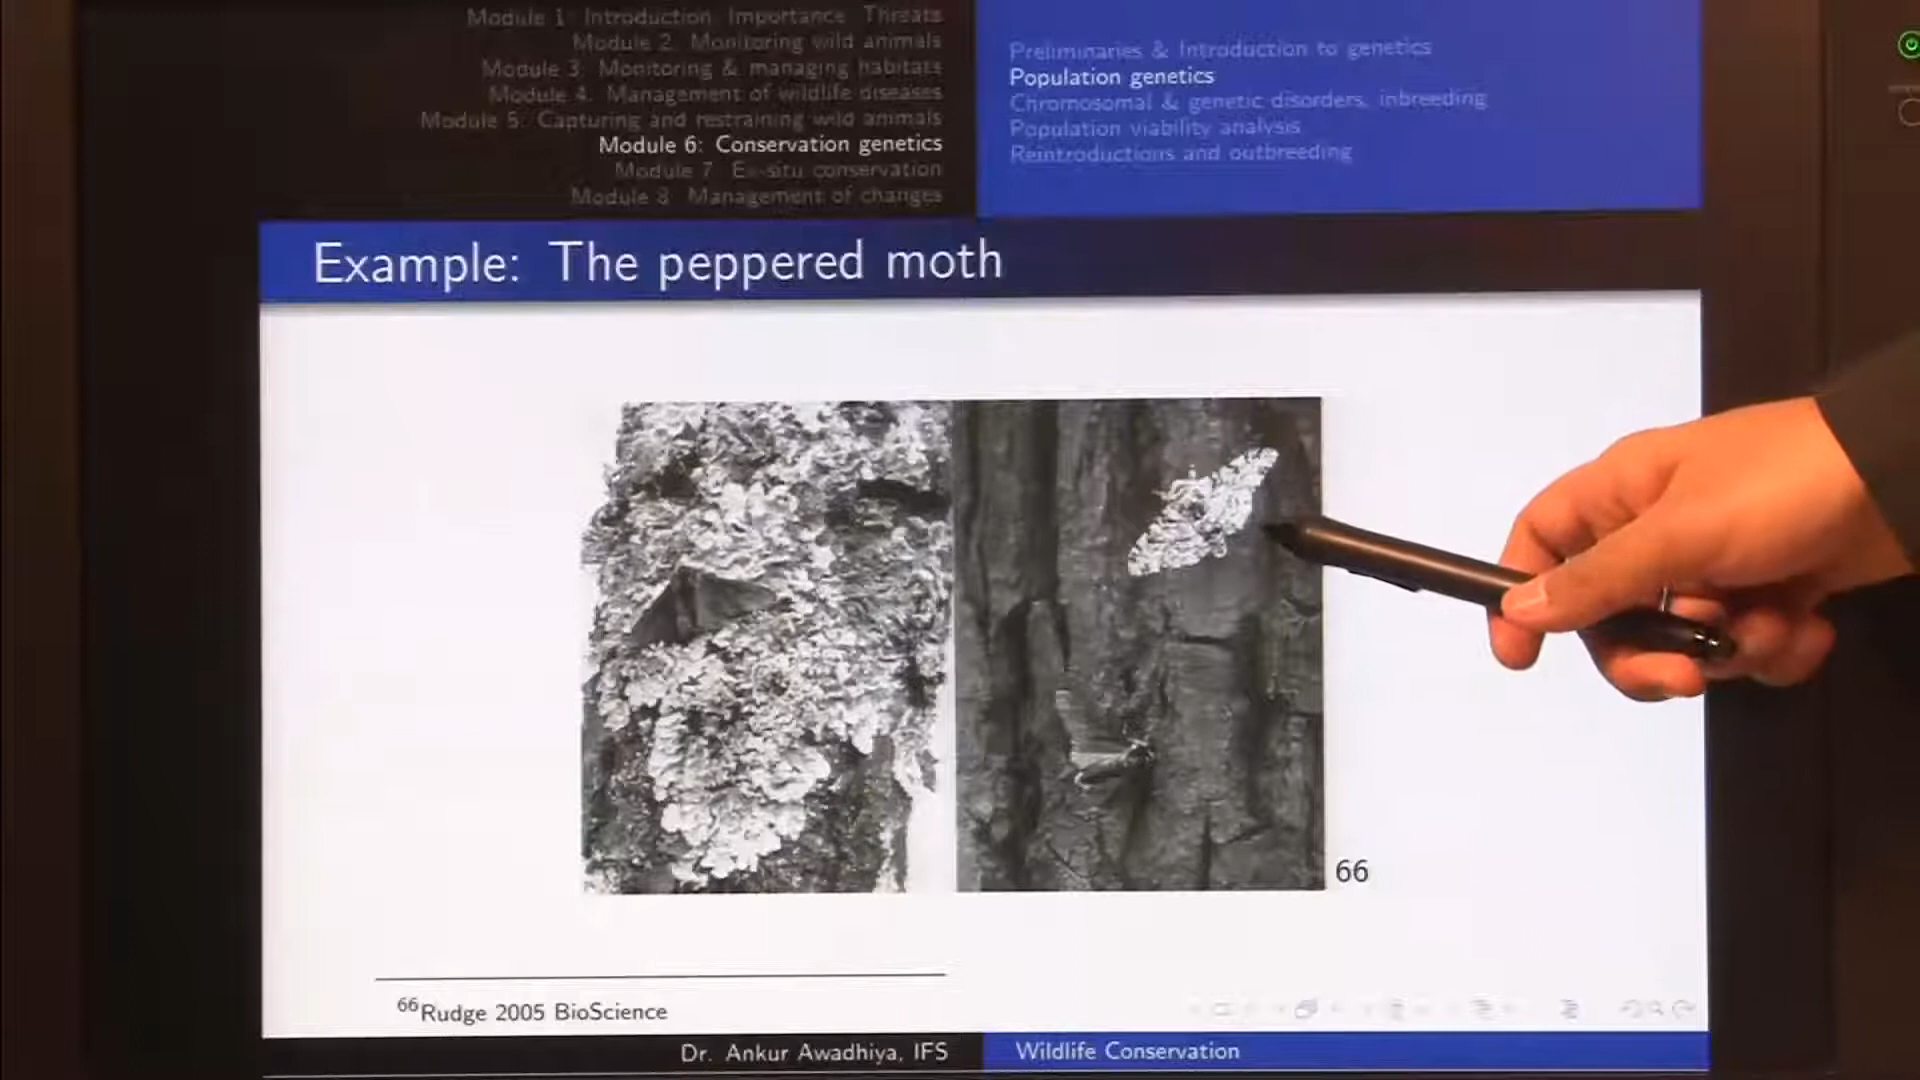 Module 1: Introduction, Importance, Threats
Module 2: Monitoring wild animals
Module 3: Monitoring & managing habitats
Module 4: Management of wildlife diseases
Module 5: Capturing and restraining wild animals
Module 6: Conservation genetics
Module 7: Ex-situ conservation
Module 8: Management of changes
Preliminaries & Introduction to genetics
Population genetics
Chromosomal & genetic disorders, inbreeding
Population viability analysis
Reintroductions and outbreeding
Example: The peppered moth
66
66Rudge 2005 BioScience
Dr. Ankur Awadhiya, IFS
Wildlife Conservation